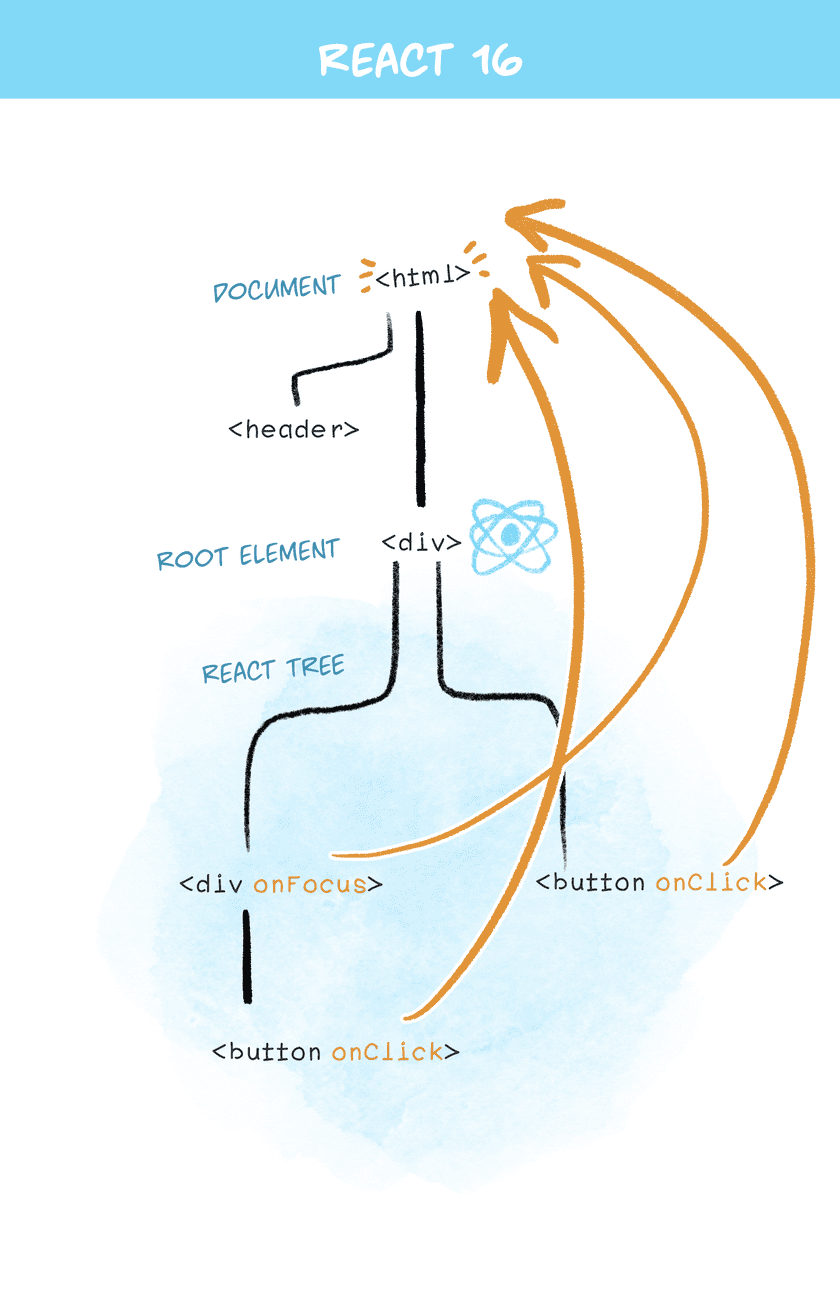 REACT 16
DOCUMENT <html>
<header>
ROOT ELEMENT <div>
REACT TREE
<div onFocus> <button onClick>
<button onClick>